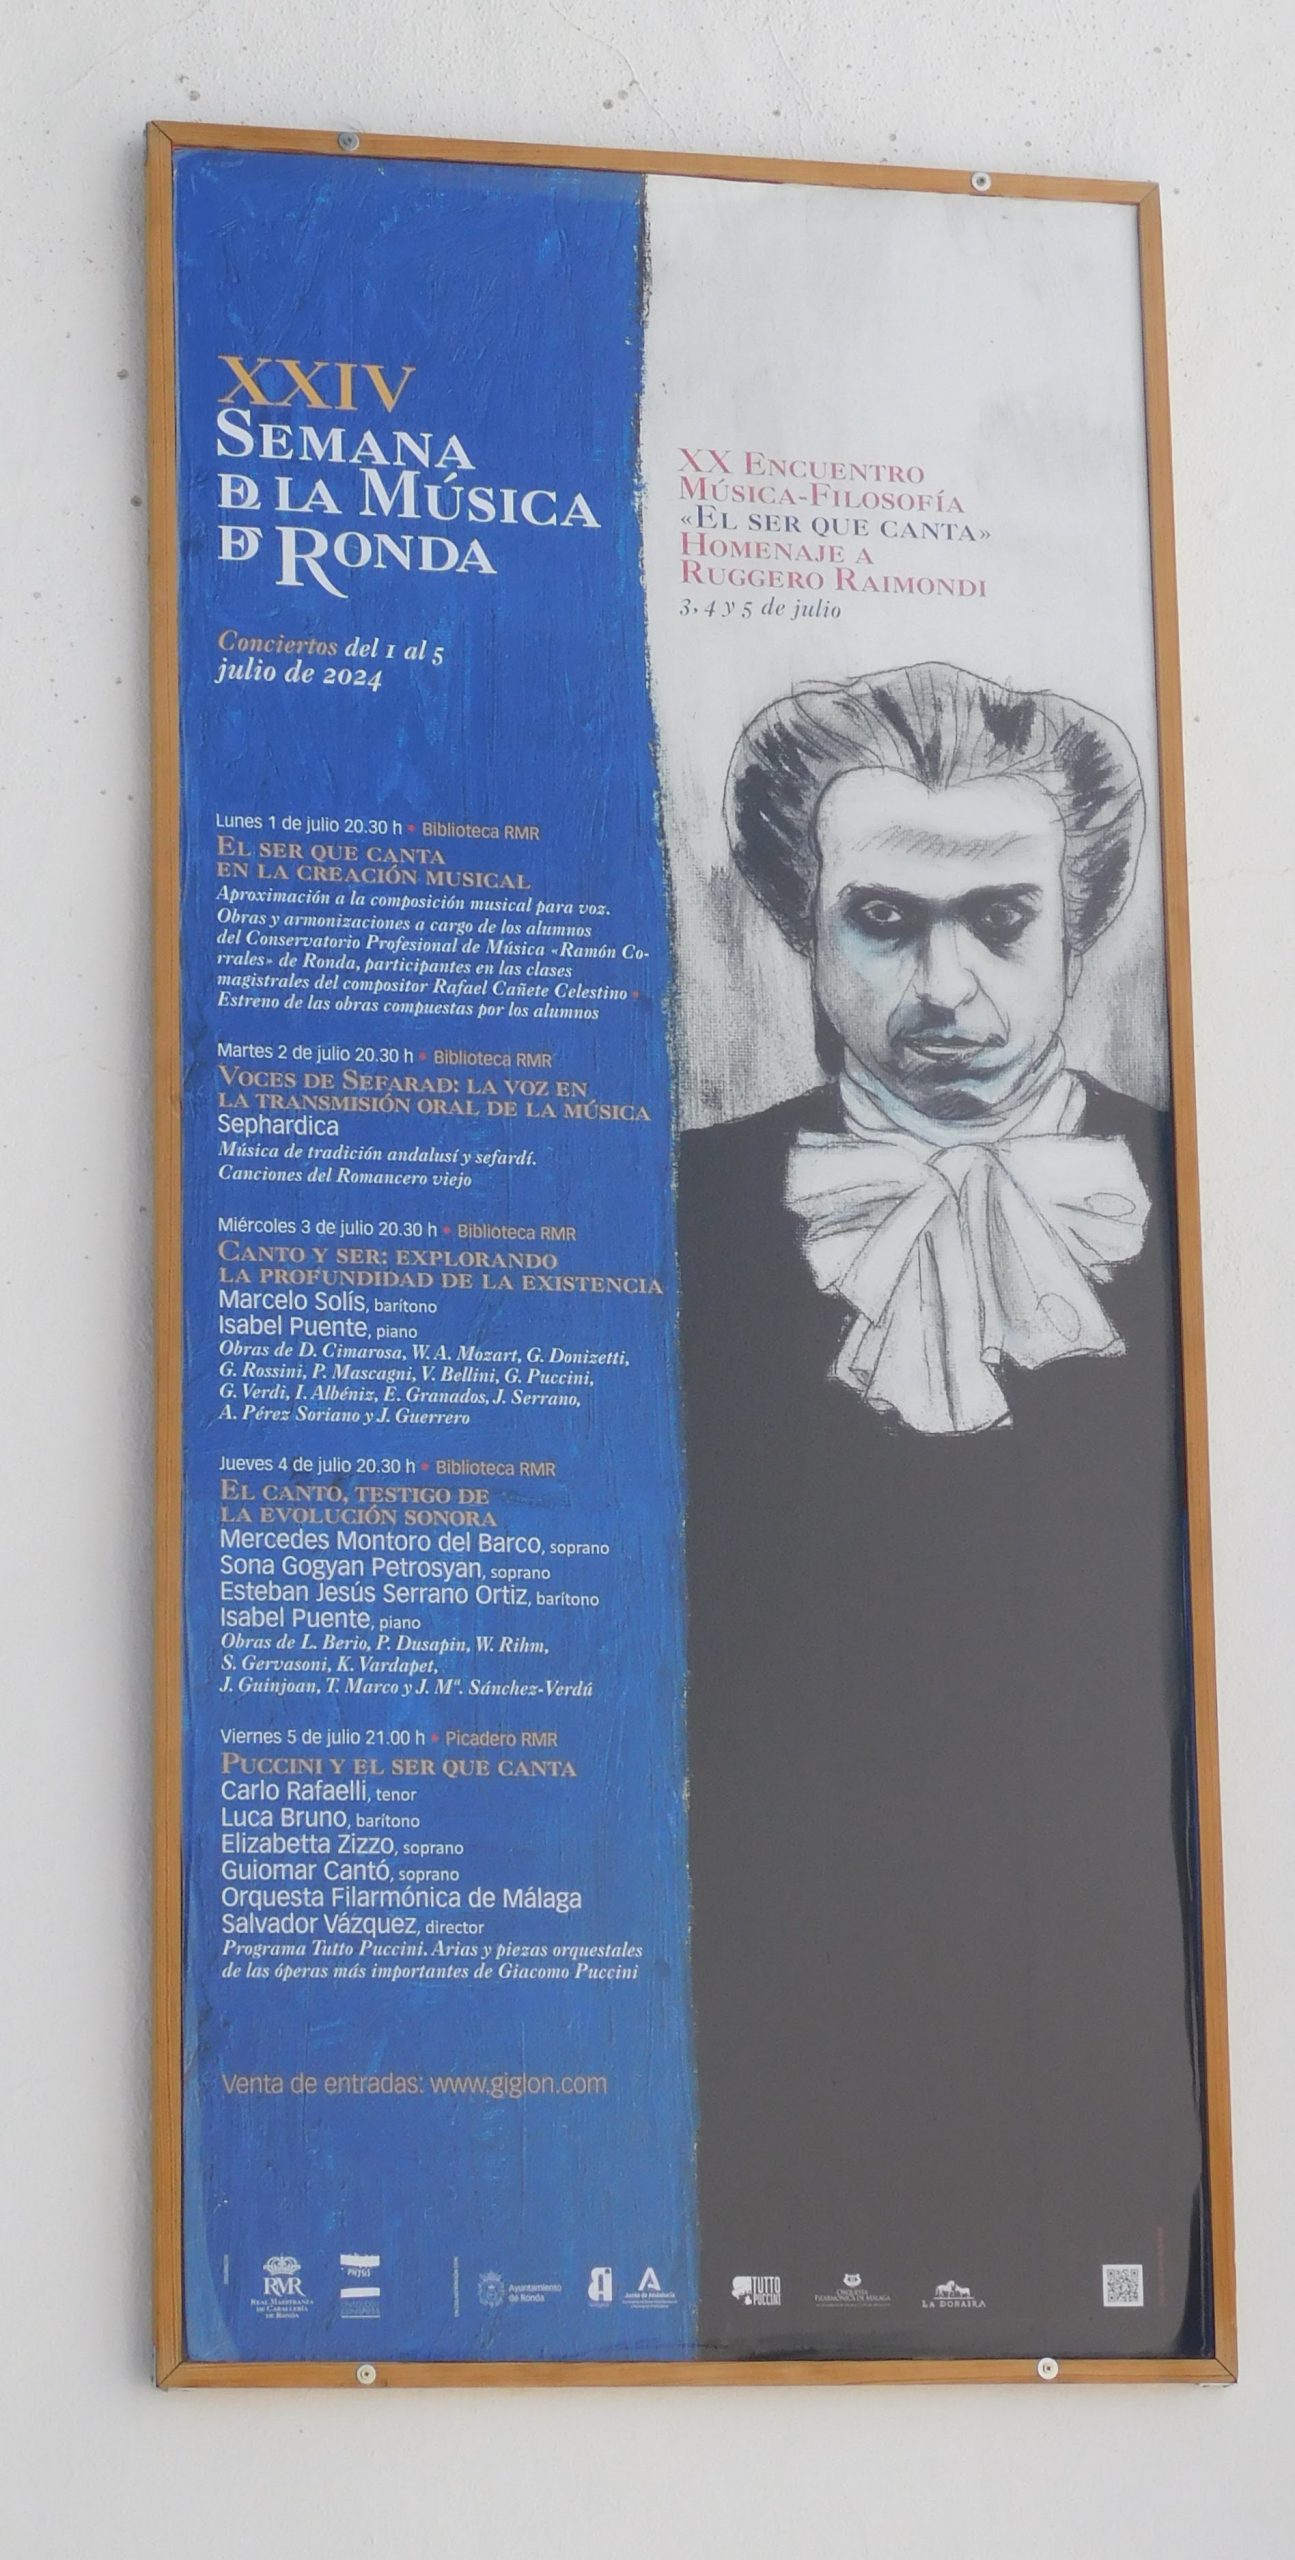 XXIV
SEMANA
DE LA MÚSICA
DE RONDA
Conciertos del 1 al 5
julio de 2024
Lunes 1 de julio 20.30 h • Biblioteca RMR
EL SER QUE CANTA
EN LA CREACIÓN MUSICAL
Aproximación a la composición musical para voz.
Obras y armonizaciones a cargo de los alumnos
del Conservatorio Profesional de Música «Ramón Co-
rrales» de Ronda, participantes en las clases
magistrales del compositor Rafael Cañete Celestino •
Estreno de las obras compuestas por los alumnos
Martes 2 de julio 20.30 h • Biblioteca RMR
VOCES DE SEFARAD: LA VOZ EN
LA TRANSMISIÓN ORAL DE LA MÚSICA
Sephardica
Música de tradición andalusí y sefardí.
Canciones del Romancero viejo
Miércoles 3 de julio 20.30 h • Biblioteca RMR
CANTO Y SER: EXPLORANDO
LA PROFUNDIDAD DE LA EXISTENCIA
Marcelo Solís, barítono
Isabel Puente, piano
Obras de D. Cimarosa, W. A. Mozart, G. Donizetti,
G. Rossini, P. Mascagni, V. Bellini, G. Puccini,
G. Verdi, I. Albéniz, E. Granados, J. Serrano,
A. Pérez Soriano y J. Guerrero
Jueves 4 de julio 20.30 h • Biblioteca RMR
EL CANTO, TESTIGO DE
LA EVOLUCIÓN SONORA
Mercedes Montoro del Barco, soprano
Sona Gogyan Petrosyan, soprano
Esteban Jesús Serrano Ortiz, barítono
Isabel Puente, piano
Obras de L. Berio, P. Dusapin, W. Rihm,
S. Gervasoni, K. Vardapet,
J. Guinjoan, T. Marco y J. Mª. Sánchez-Verdú
Viernes 5 de julio 21.00 h • Picadero RMR
PUCCINI Y EL SER QUE CANTA
Carlo Rafaelli, tenor
Luca Bruno, barítono
Elizabetta Zizzo, soprano
Guiomar Cantó, soprano
Orquesta Filarmónica de Málaga
Salvador Vázquez, director
Programa Tutto Puccini. Arias y piezas orquestales
de las óperas más importantes de Giacomo Puccini
Venta de entradas: www.giglon.com
XX ENCUENTRO
MÚSICA-FILOSOFÍA
«EL SER QUE CANTA»
HOMENAJE A
RUGGERO RAIMONDI
3, 4 y 5 de julio
RMR
REAL MAESTRANZA
DE CABALLERÍA
DE RONDA
PHYSIS
Ayuntamiento
de Ronda
Junta de Andalucía
TUTTO
PUCCINI
ORQUESTA
FILARMÓNICA DE MÁLAGA
LA DONAIRA